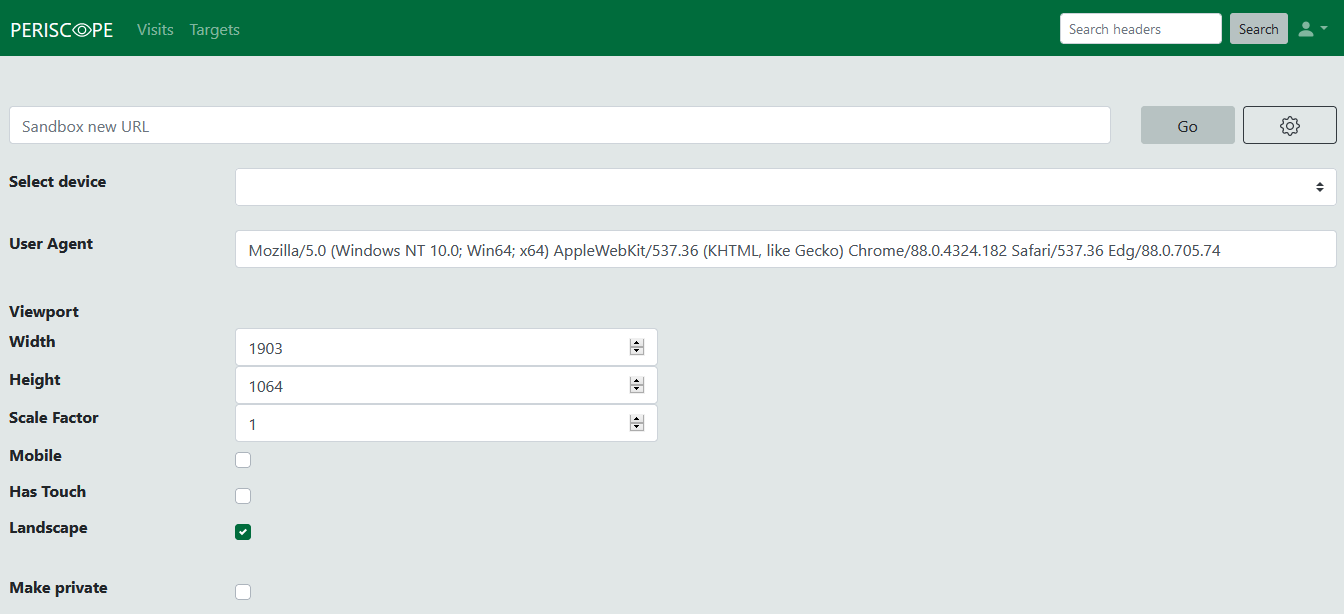 PERISCOPE Visits Targets Search headers Search
Sandbox new URL Go
Select device
User Agent Mozilla/5.0 (Windows NT 10.0; Win64; x64) AppleWebKit/537.36 (KHTML, like Gecko) Chrome/88.0.4324.182 Safari/537.36 Edg/88.0.705.74
Viewport
Width 1903
Height 1064
Scale Factor 1
Mobile
Has Touch
Landscape
Make private